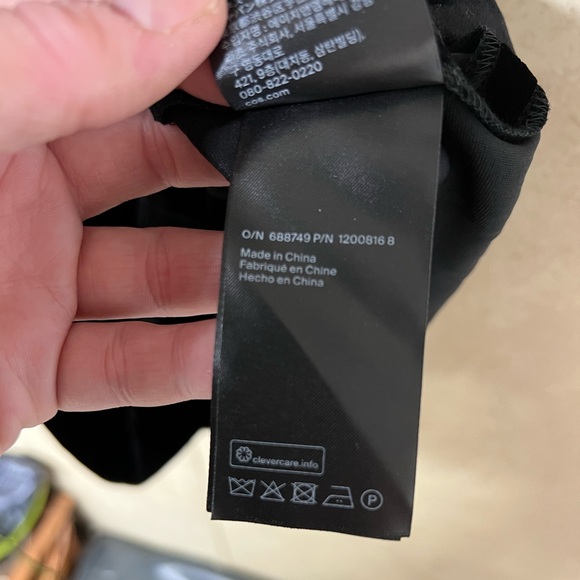 421, 9층(대치동, 삼탄빌딩)
080-822-0220
cos.com
O/N 688749 P/N 1200816 8
Made in China
Fabriqué en Chine
Hecho en China
clevercare.info
P